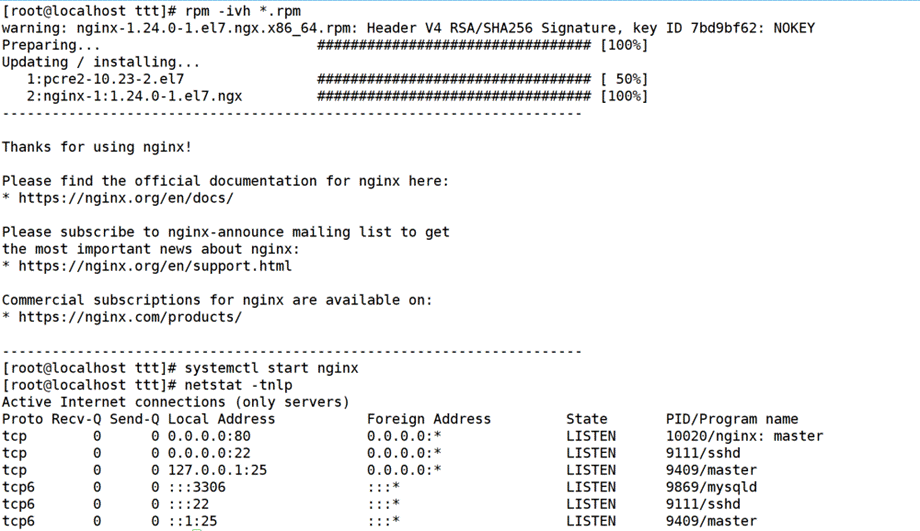 [root@localhost ttt]# rpm -ivh *.rpm
warning: nginx-1.24.0-1.el7.ngx.x86_64.rpm: Header V4 RSA/SHA256 Signature, key ID 7bd9bf62: NOKEY
Preparing...                          ################################# [100%]
Updating / installing...
   1:pcre2-10.23-2.el7                ################################# [ 50%]
   2:nginx-1:1.24.0-1.el7.ngx         ################################# [100%]
----------------------------------------------------------------------
Thanks for using nginx!
Please find the official documentation for nginx here:
* https://nginx.org/en/docs/
Please subscribe to nginx-announce mailing list to get
the most important news about nginx:
* https://nginx.org/en/support.html
Commercial subscriptions for nginx are available on:
* https://nginx.com/products/
----------------------------------------------------------------------
[root@localhost ttt]# systemctl start nginx
[root@localhost ttt]# netstat -tnlp
Active Internet connections (only servers)
Proto Recv-Q Send-Q Local Address           Foreign Address         State       PID/Program name
tcp        0      0 0.0.0.0:80              0.0.0.0:*               LISTEN      10020/nginx: master
tcp        0      0 0.0.0.0:22              0.0.0.0:*               LISTEN      9111/sshd
tcp        0      0 127.0.0.1:25            0.0.0.0:*               LISTEN      9409/master
tcp6       0      0 :::3306                 :::*                    LISTEN      9869/mysqld
tcp6       0      0 :::22                   :::*                    LISTEN      9111/sshd
tcp6       0      0 ::1:25                  :::*                    LISTEN      9409/master